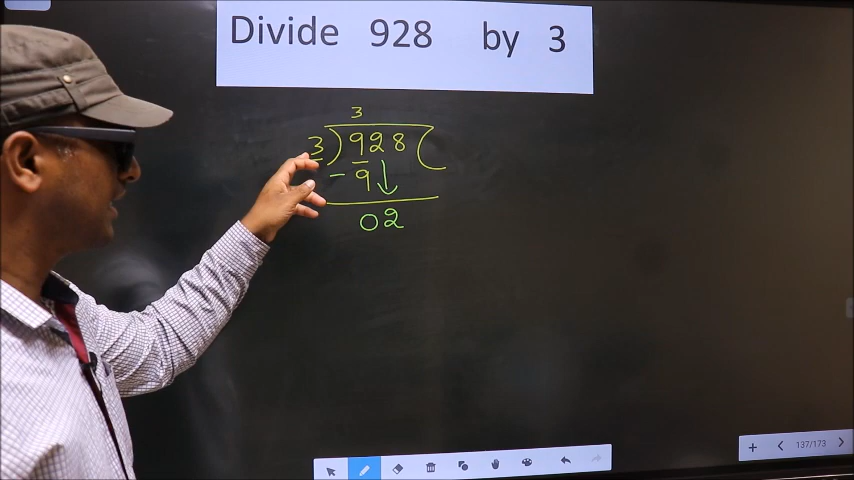 Divide 928 by 3
3
3 ) 928 (
- 9 ↓
02
137/173